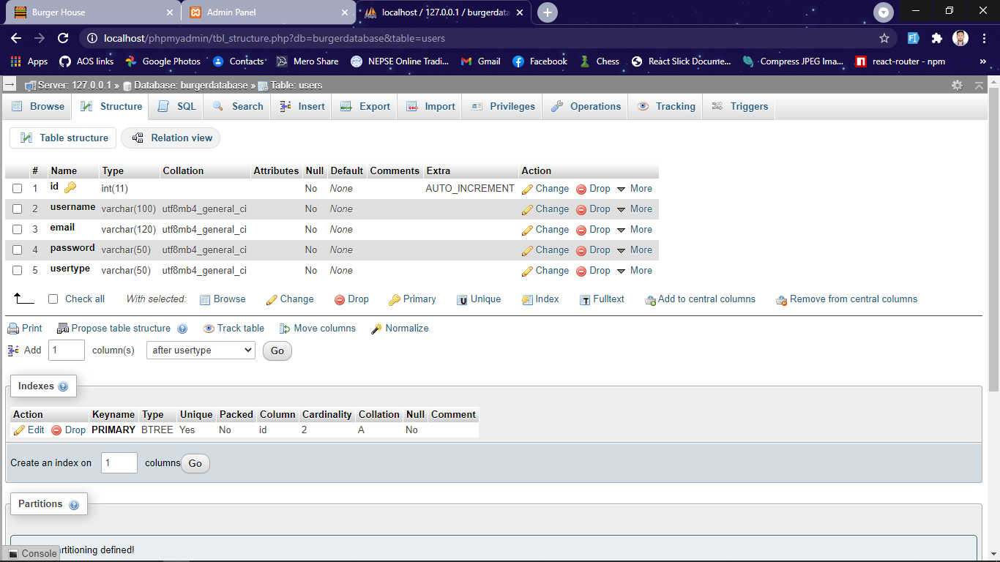 Burger House
Admin Panel
localhost / 127.0.0.1 / burgerdata
localhost/phpmyadmin/tbl_structure.php?db=burgerdatabase&table=users
Apps AOS links Google Photos Contacts Mero Share NEPSE Online Tradi... Gmail Facebook Chess React Slick Docume... Compress JPEG Ima... react-router - npm »
Server: 127.0.0.1 » Database: burgerdatabase » Table: users
Browse Structure SQL Search Insert Export Import Privileges Operations Tracking Triggers
Table structure Relation view
# Name Type Collation Attributes Null Default Comments Extra Action
1 id int(11) No None AUTO_INCREMENT Change Drop More
2 username varchar(100) utf8mb4_general_ci No None Change Drop More
3 email varchar(120) utf8mb4_general_ci No None Change Drop More
4 password varchar(50) utf8mb4_general_ci No None Change Drop More
5 usertype varchar(50) utf8mb4_general_ci No None Change Drop More
Check all With selected: Browse Change Drop Primary Unique Index Fulltext Add to central columns Remove from central columns
Print Propose table structure Track table Move columns Normalize
Add 1 column(s) after usertype Go
Indexes
Action Keyname Type Unique Packed Column Cardinality Collation Null Comment
Edit Drop PRIMARY BTREE Yes No id 2 A No
Create an index on 1 columns Go
Partitions
Console rtitioning defined!